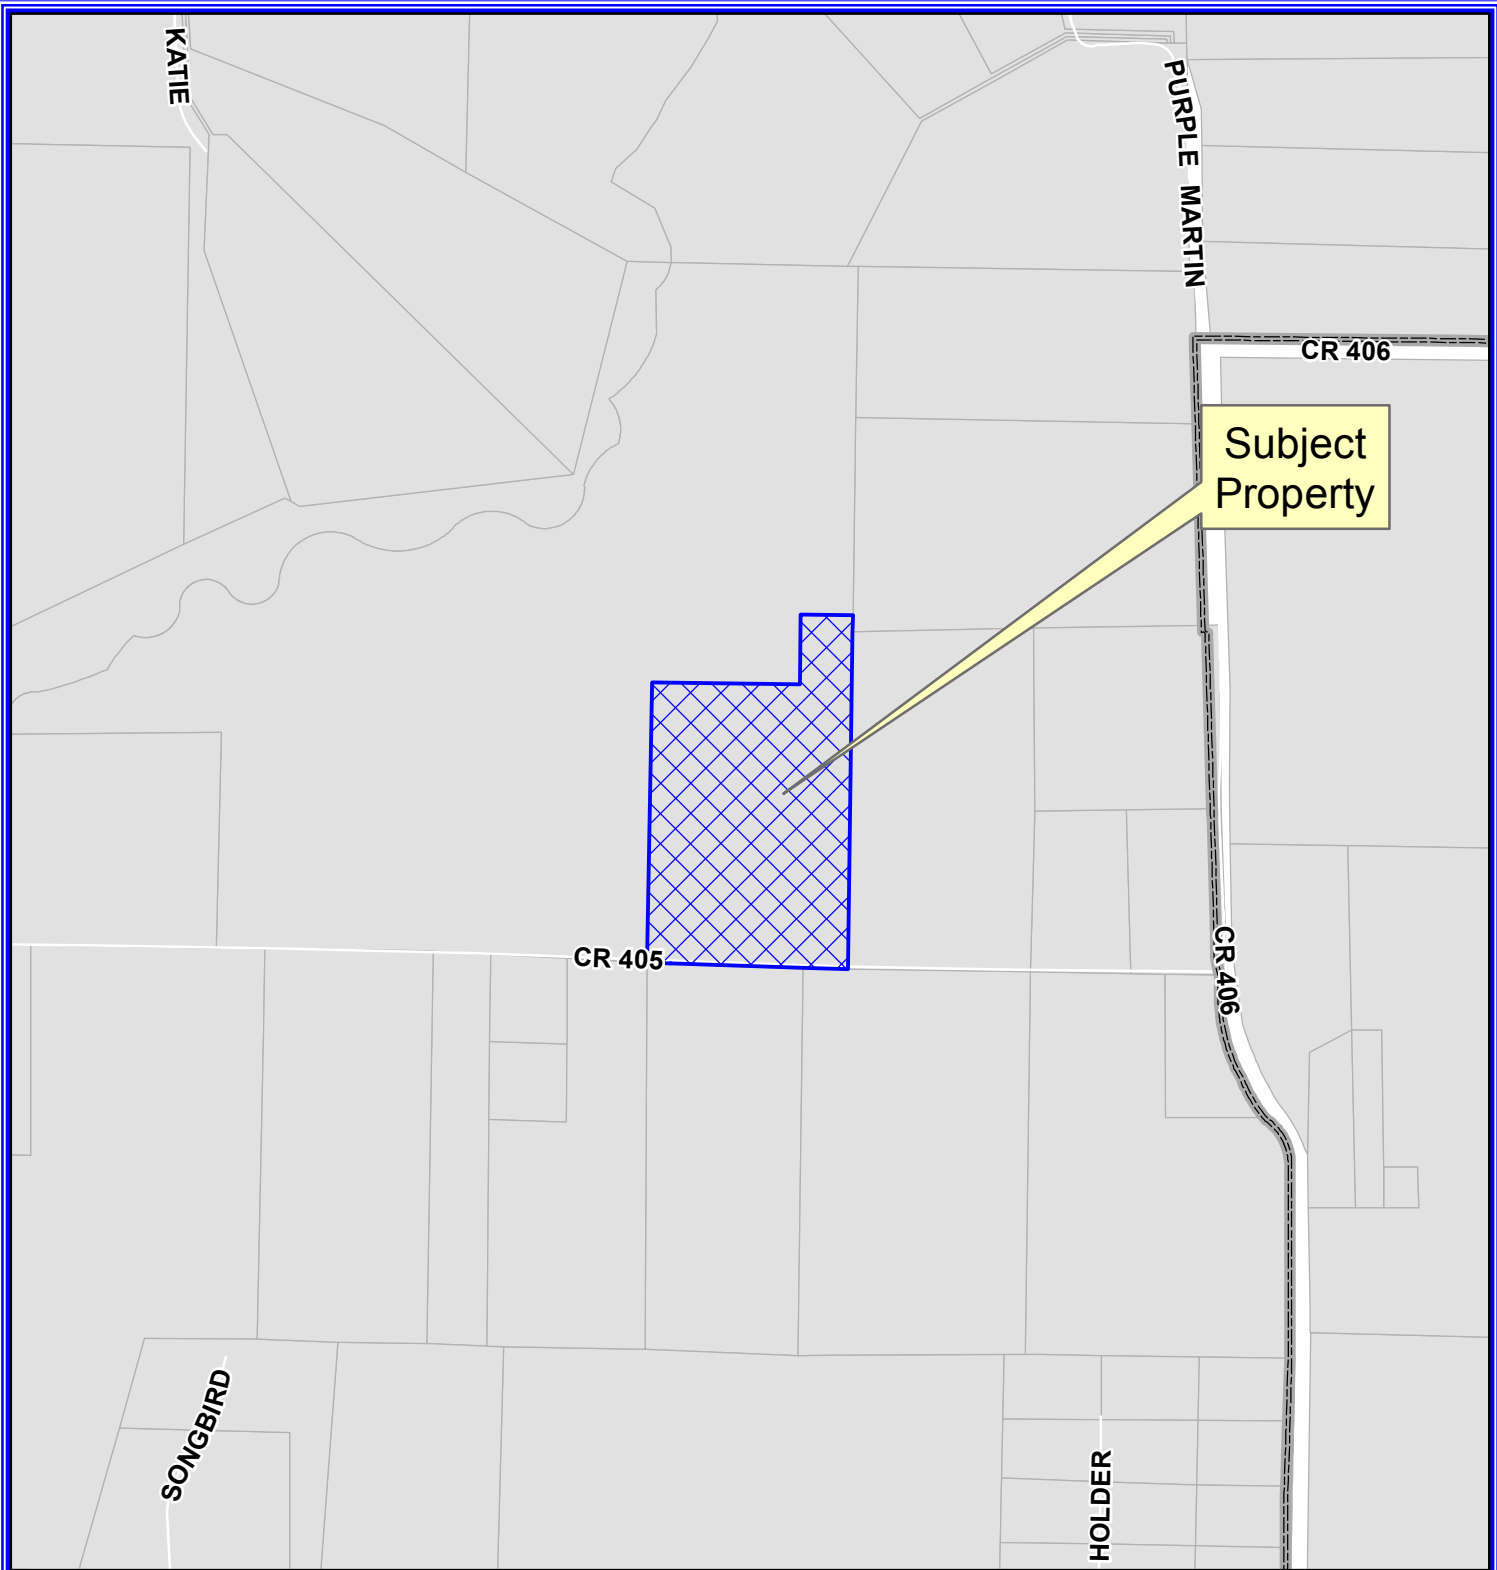 KATIE
PURPLE MARTIN
CR 406
Subject
Property
CR 405
CR 406
SONGBIRD
HOLDER